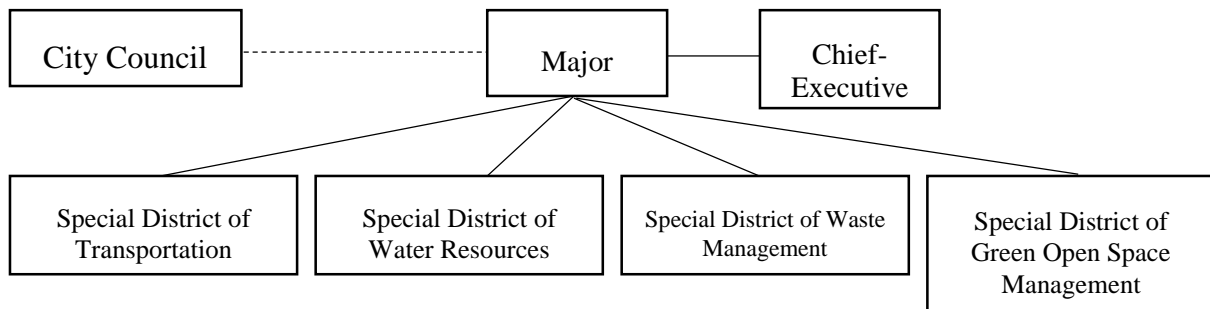 City Council
Major
Chief-
Executive
Special District of
Transportation
Special District of
Water Resources
Special District of Waste
Management
Special District of
Green Open Space
Management